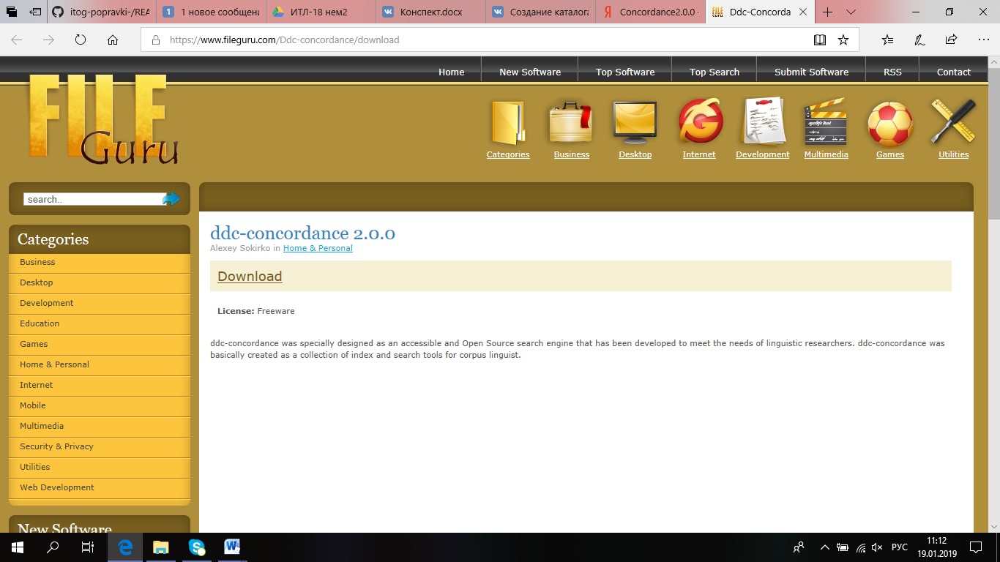 itog-popravki-/REA
1 1 новое сообщени
ИТЛ-18 нем2
Конспект.docx
Создание каталога
Я Concordance2.0.0 -
Ddc-Concorda
https://www.fileguru.com/Ddc-concordance/download
Home New Software Top Software Top Search Submit Software RSS Contact
FILE
Guru
Categories Business Desktop Internet Development Multimedia Games Utilities
search..
Categories
Business
Desktop
Development
Education
Games
Home & Personal
Internet
Mobile
Multimedia
Security & Privacy
Utilities
Web Development
New Software
ddc-concordance 2.0.0
Alexey Sokirko in Home & Personal
Download
License: Freeware
ddc-concordance was specially designed as an accessible and Open Source search engine that has been developed to meet the needs of linguistic researchers. ddc-concordance was
basically created as a collection of index and search tools for corpus linguist.
РУС
11:12
19.01.2019